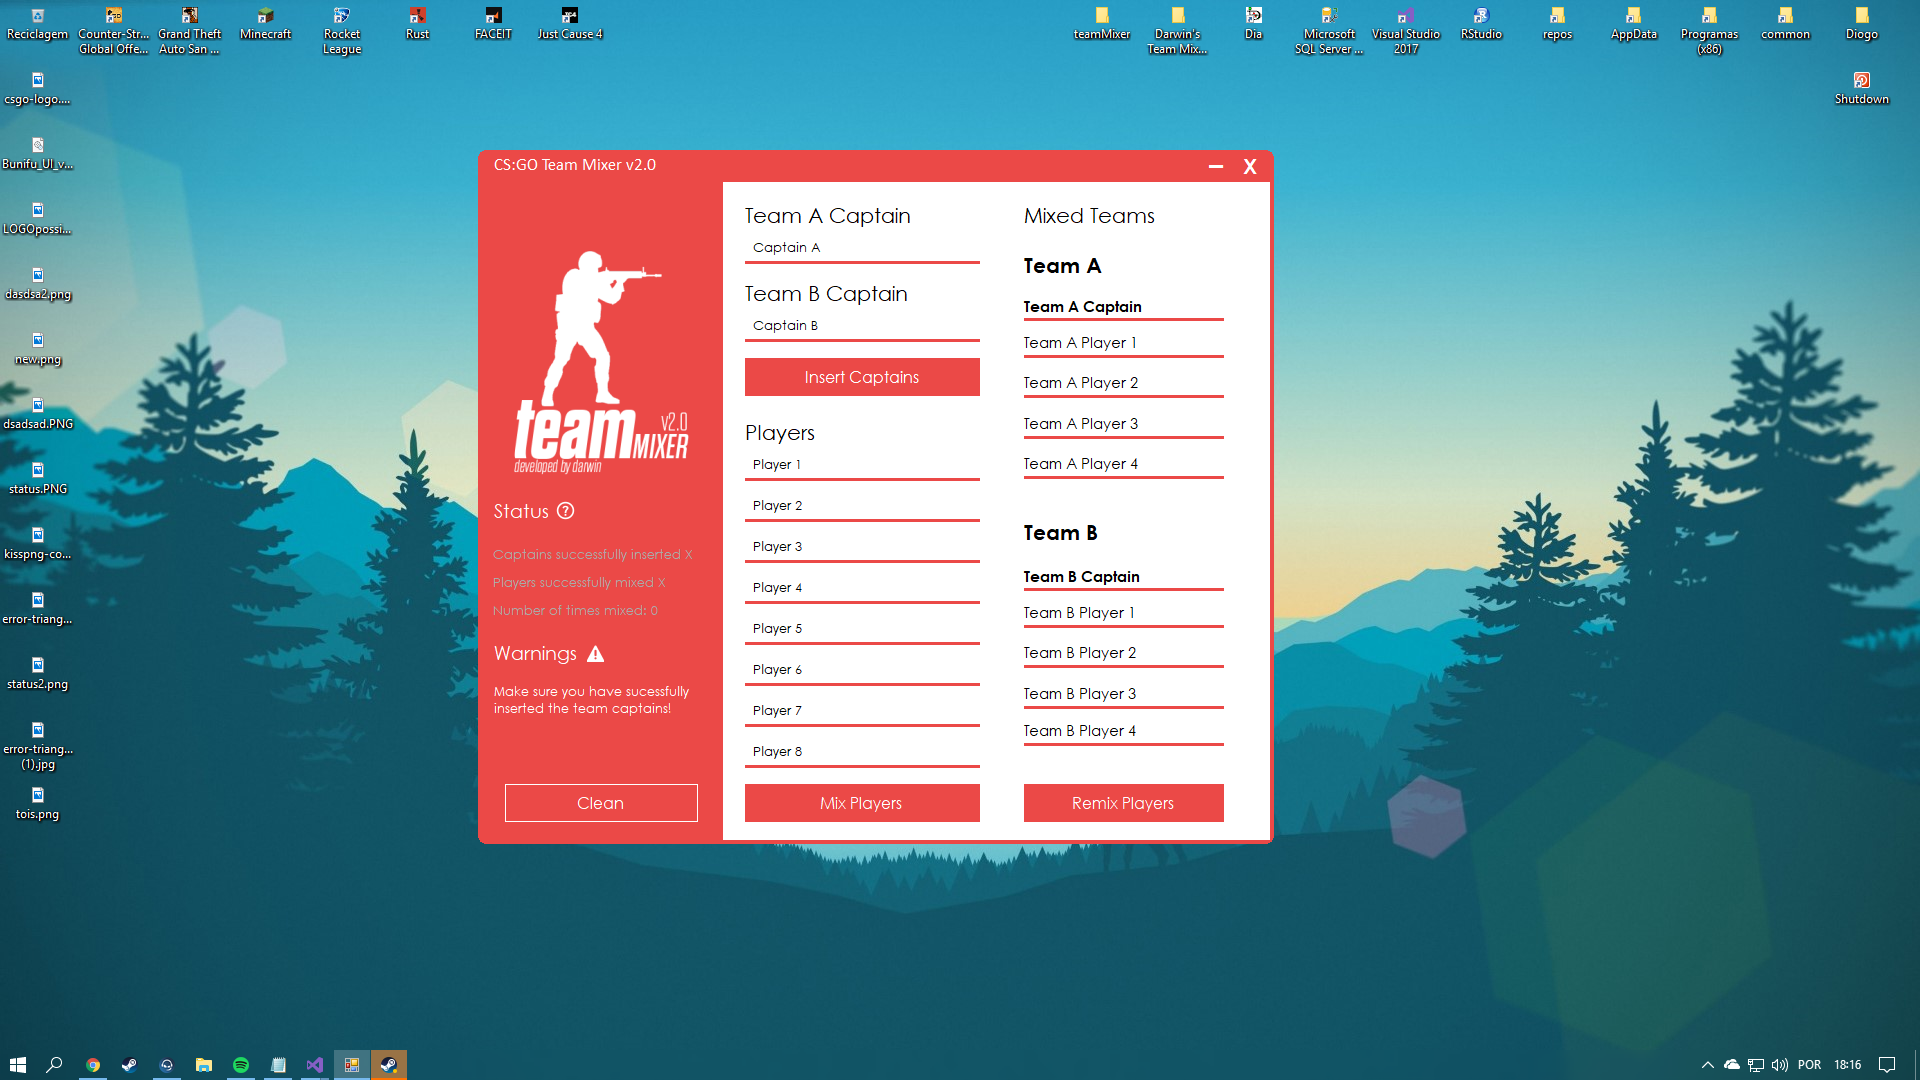 Reciclagem
Counter-Str...
Global Offe...
Grand Theft
Auto San ...
Minecraft
Rocket
League
Rust
FACEIT
Just Cause 4
teamMixer
Darwin's
Team Mix...
Dia
Microsoft
SQL Server ...
Visual Studio
2017
RStudio
repos
AppData
Programas
(x86)
common
Diogo
csgo-logo....
Shutdown
Bunifu_UI_v...
LOGOpossi...
dasdsa2.png
new.png
dsadsad.PNG
status.PNG
kisspng-co...
error-triang...
status2.png
error-triang...
(1).jpg
tois.png
CS:GO Team Mixer v2.0
X
v2.0
team MIXER
developed by darwin
Status ?
Captains successfully inserted X
Players successfully mixed X
Number of times mixed: 0
Warnings
Make sure you have sucessfully
inserted the team captains!
Clean
Team A Captain
Captain A
Team B Captain
Captain B
Insert Captains
Players
Player 1
Player 2
Player 3
Player 4
Player 5
Player 6
Player 7
Player 8
Mix Players
Mixed Teams
Team A
Team A Captain
Team A Player 1
Team A Player 2
Team A Player 3
Team A Player 4
Team B
Team B Captain
Team B Player 1
Team B Player 2
Team B Player 3
Team B Player 4
Remix Players
POR
18:16